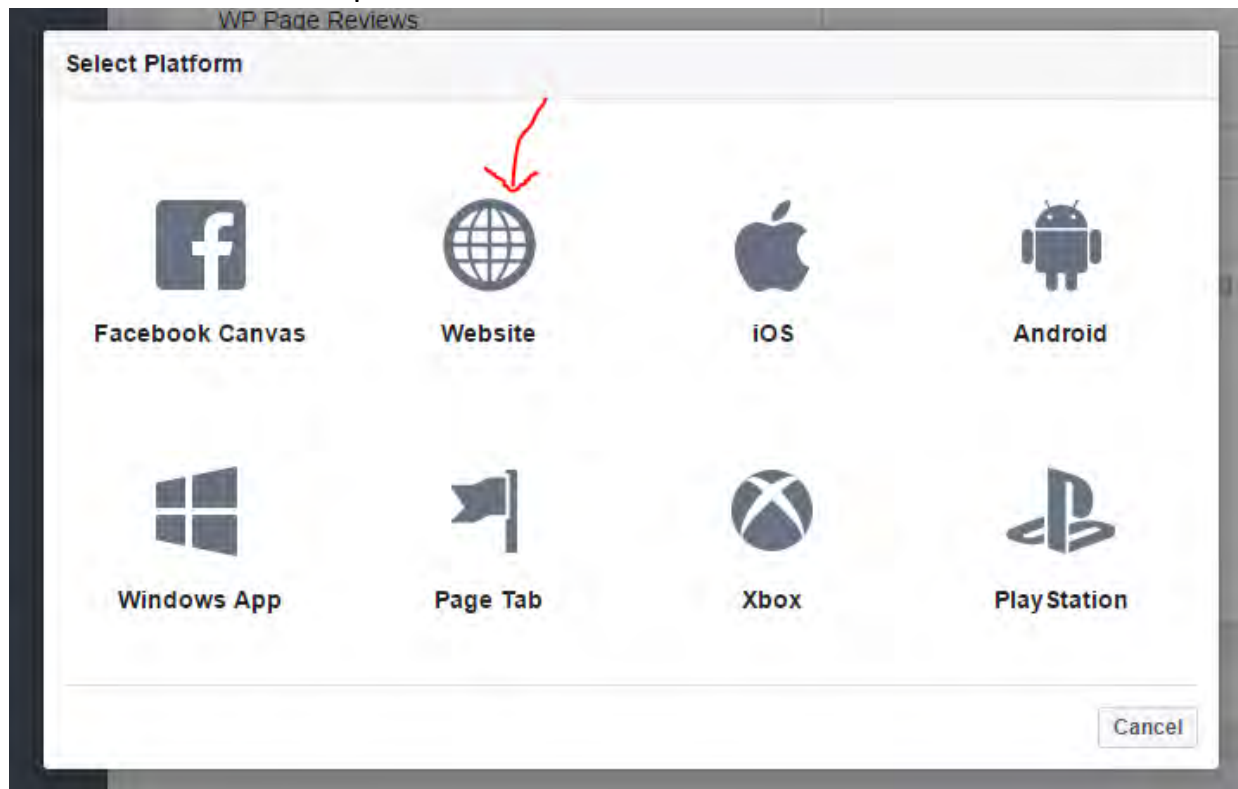 WP Page Reviews
Select Platform
Facebook Canvas Website iOS Android
Windows App Page Tab Xbox PlayStation
Cancel